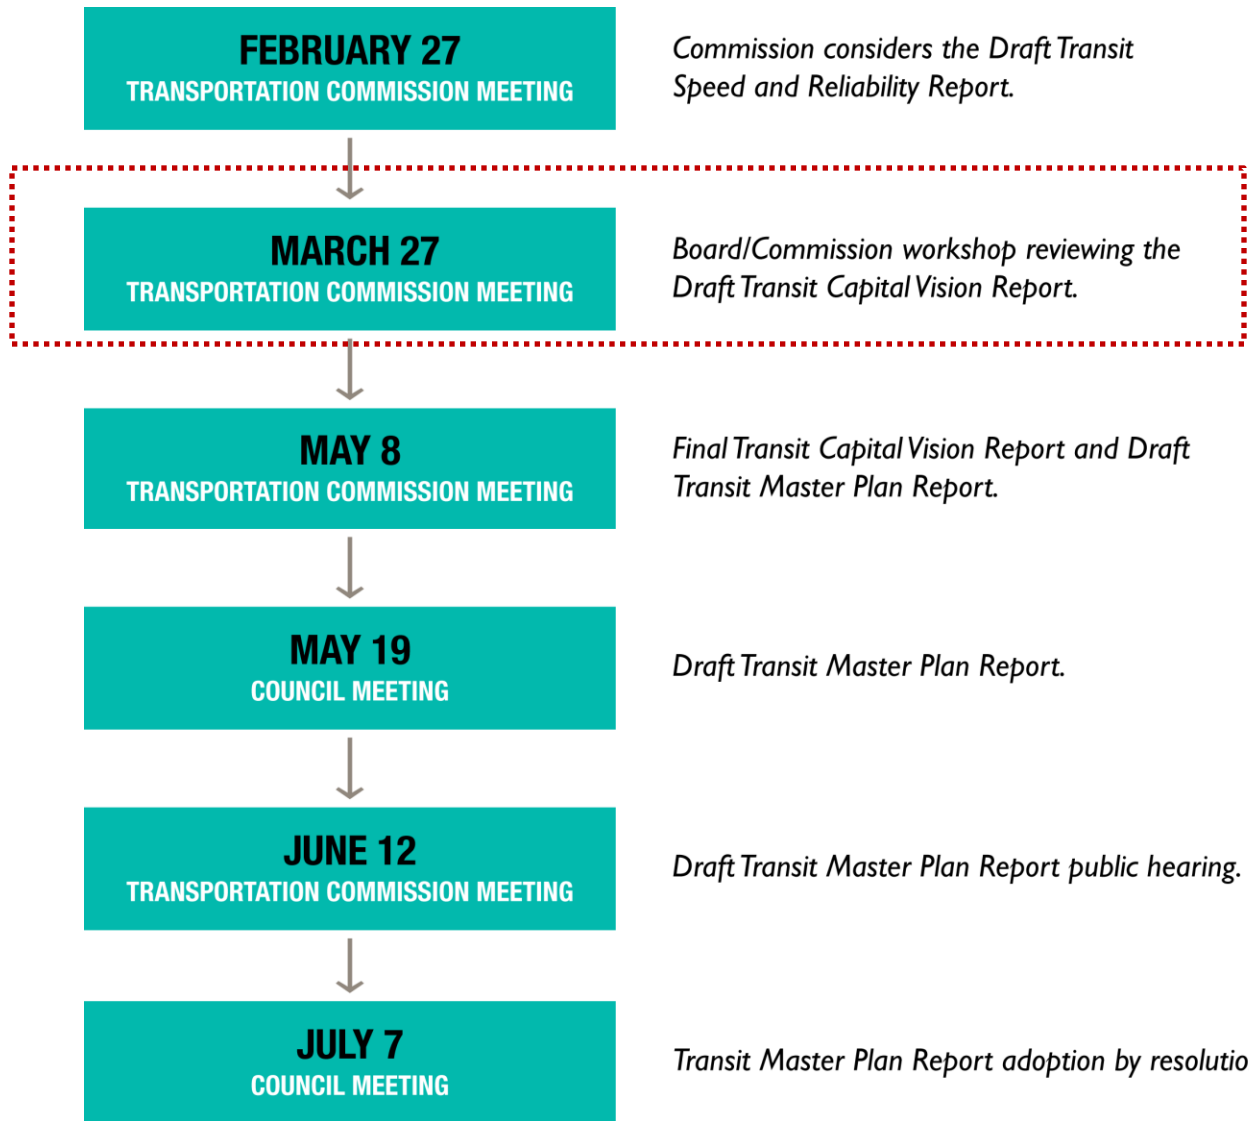 FEBRUARY 27
TRANSPORTATION COMMISSION MEETING
Commission considers the Draft Transit
Speed and Reliability Report.
MARCH 27
TRANSPORTATION COMMISSION MEETING
Board/Commission workshop reviewing the
Draft Transit Capital Vision Report.
MAY 8
TRANSPORTATION COMMISSION MEETING
Final Transit Capital Vision Report and Draft
Transit Master Plan Report.
MAY 19
COUNCIL MEETING
Draft Transit Master Plan Report.
JUNE 12
TRANSPORTATION COMMISSION MEETING
Draft Transit Master Plan Report public hearing.
JULY 7
COUNCIL MEETING
Transit Master Plan Report adoption by resolutio